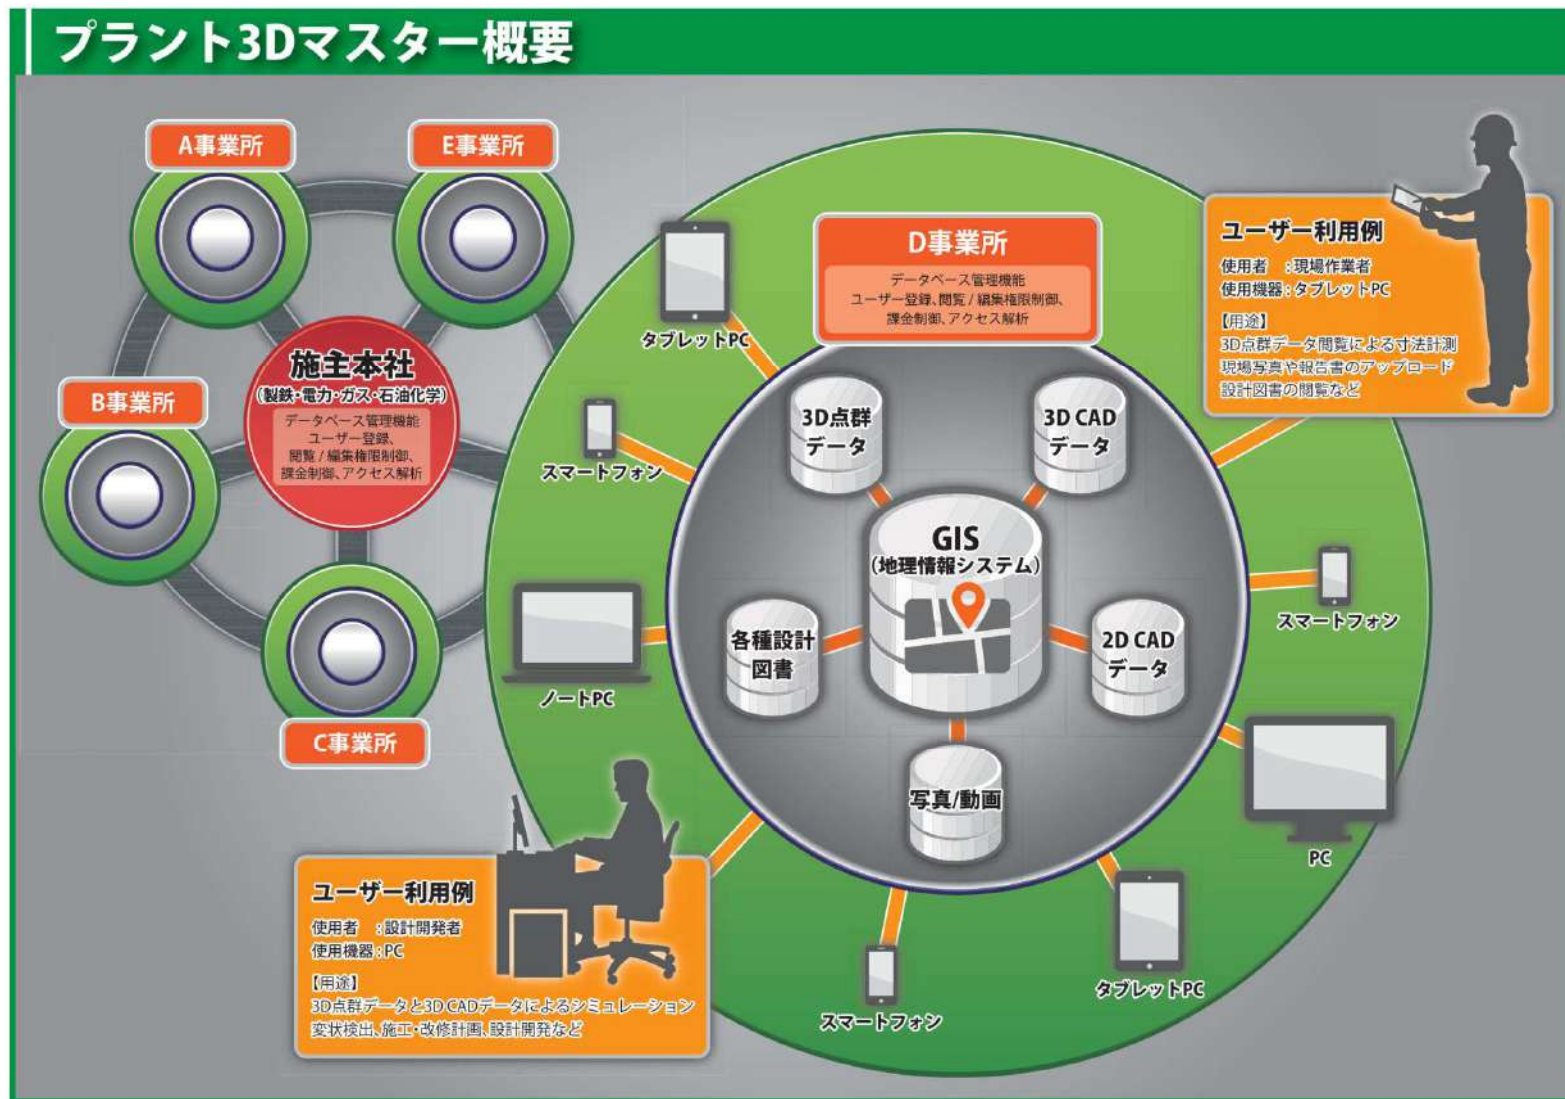 プラント3Dマスター概要
A事業所
E事業所
B事業所
施主本社
(製鉄・電力・ガス・石油化学)
データベース管理機能
ユーザー登録、
閲覧 / 編集権限制御、
課金制御、アクセス解析
C事業所
D事業所
データベース管理機能
ユーザー登録、閲覧 / 編集権限制御、
課金制御、アクセス解析
タブレットPC
スマートフォン
ノートPC
3D点群
データ
3D CAD
データ
GIS
(地理情報システム)
各種設計
図書
2D CAD
データ
写真/動画
ユーザー利用例
使用者 :現場作業者
使用機器:タブレットPC
【用途】
3D点群データ閲覧による寸法計測
現場写真や報告書のアップロード
設計図書の閲覧など
スマートフォン
PC
タブレットPC
スマートフォン
ユーザー利用例
使用者 :設計開発者
使用機器:PC
【用途】
3D点群データと3D CADデータによるシミュレーション
変状検出、施工・改修計画、設計開発など